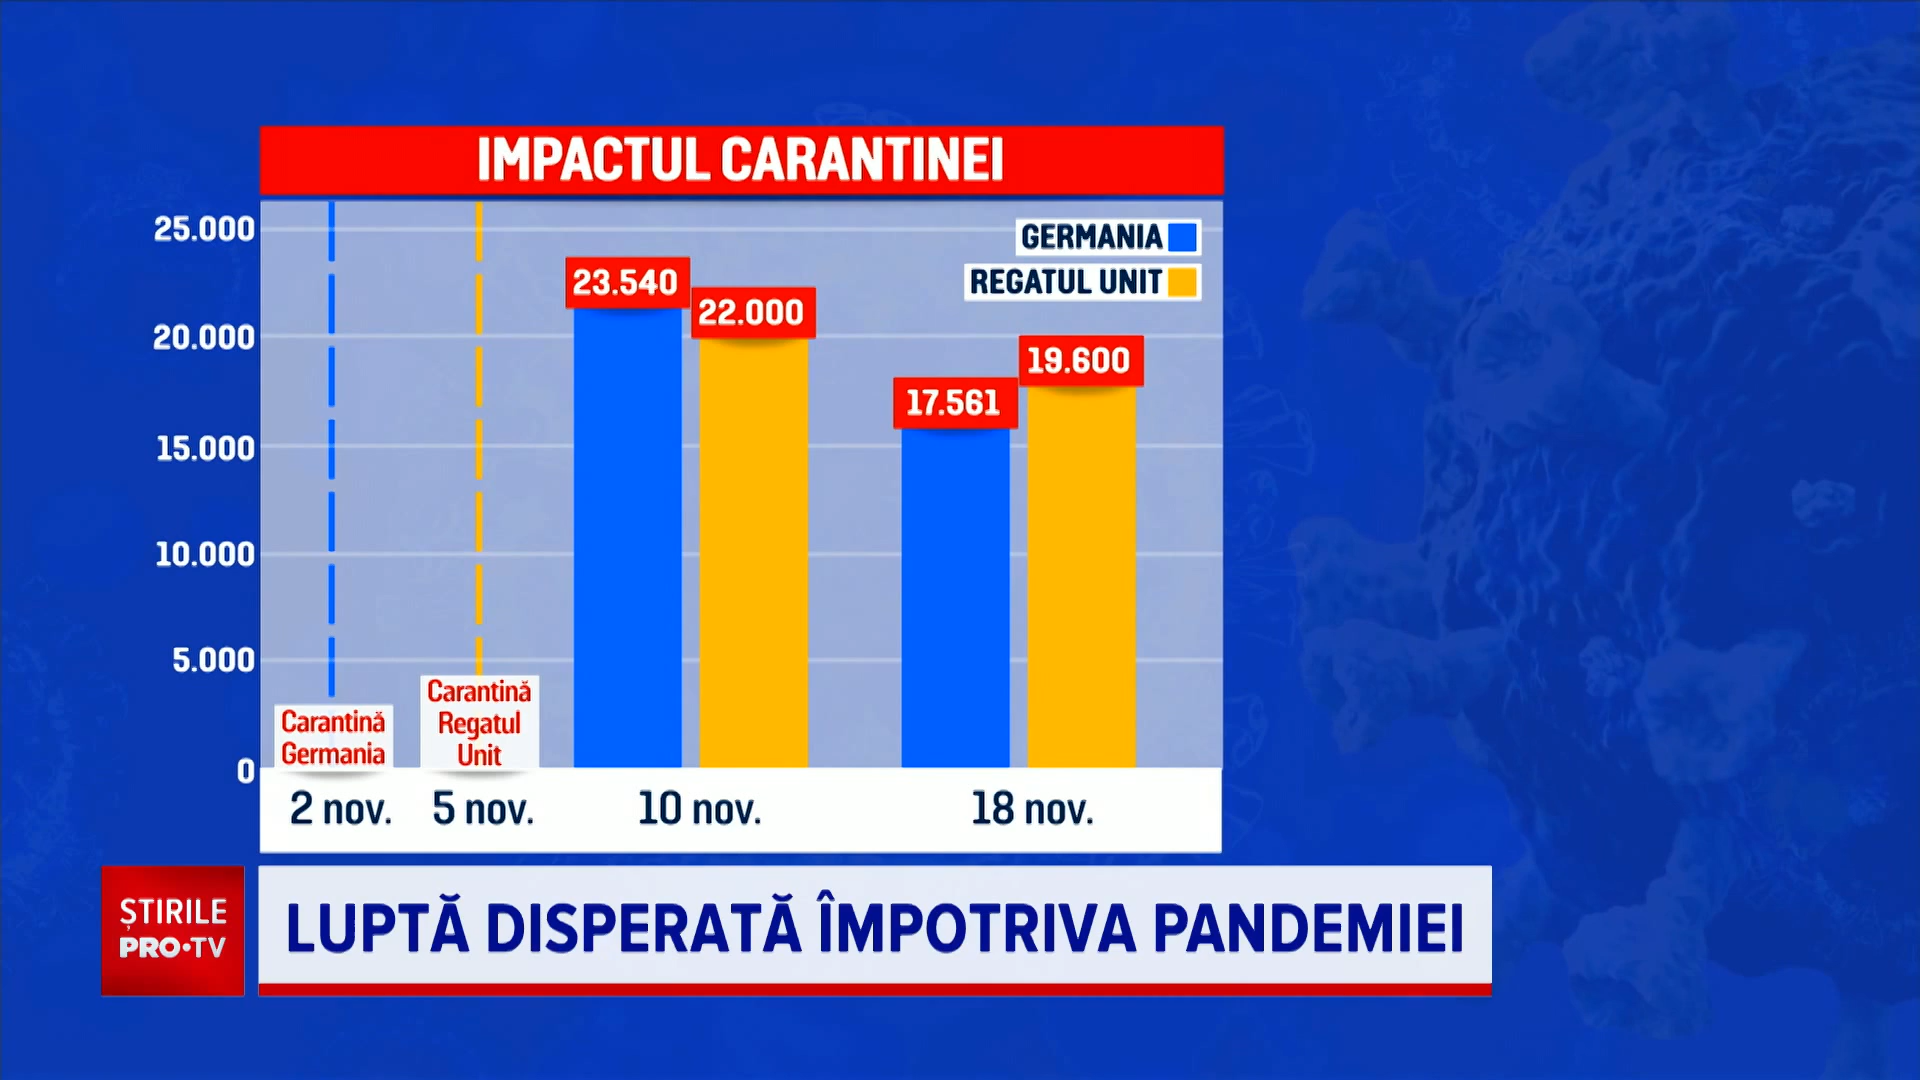 IMPACTUL CARANTINEI
25.000
20.000
15.000
10.000
5.000
0
GERMANIA
REGATUL UNIT
23.540
22.000
17.561
19.600
Carantină
Germania
Carantină
Regatul
Unit
2 nov.
5 nov.
10 nov.
18 nov.
ȘTIRILE
PRO•TV
LUPTĂ DISPERATĂ ÎMPOTRIVA PANDEMIEI